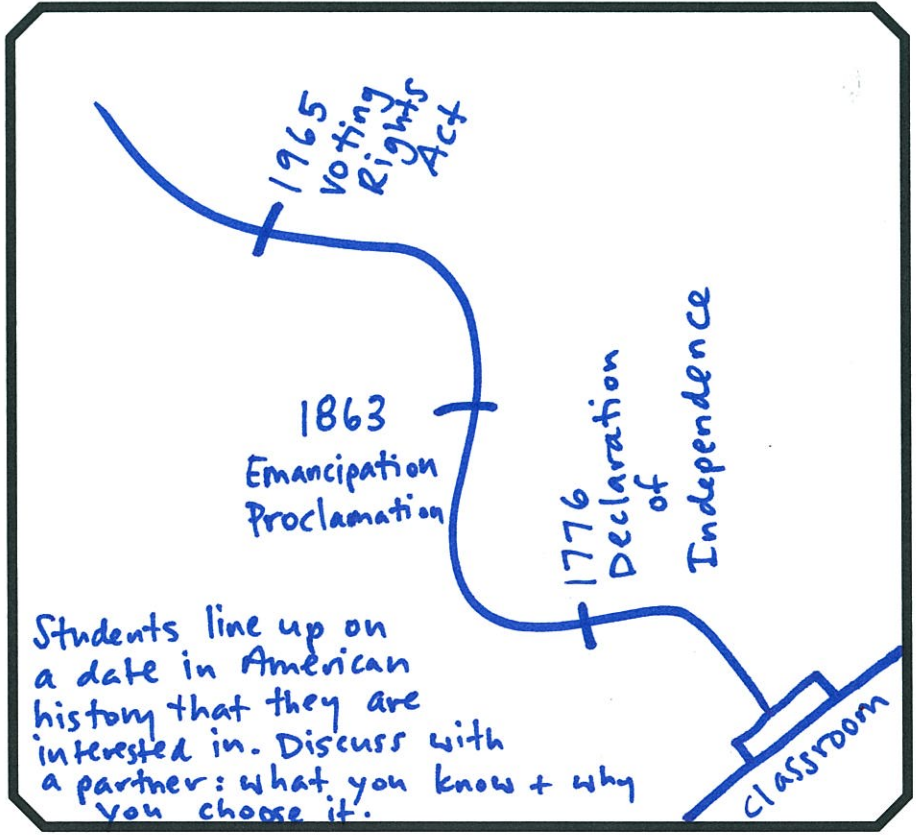 1965
Voting
Rights
Act
1863
Emancipation
Proclamation
1776
Declaration
of
Independence
Students line up on
a date in American
history that they are
interested in. Discuss with
a partner: what you know + why
you choose it.
classroom